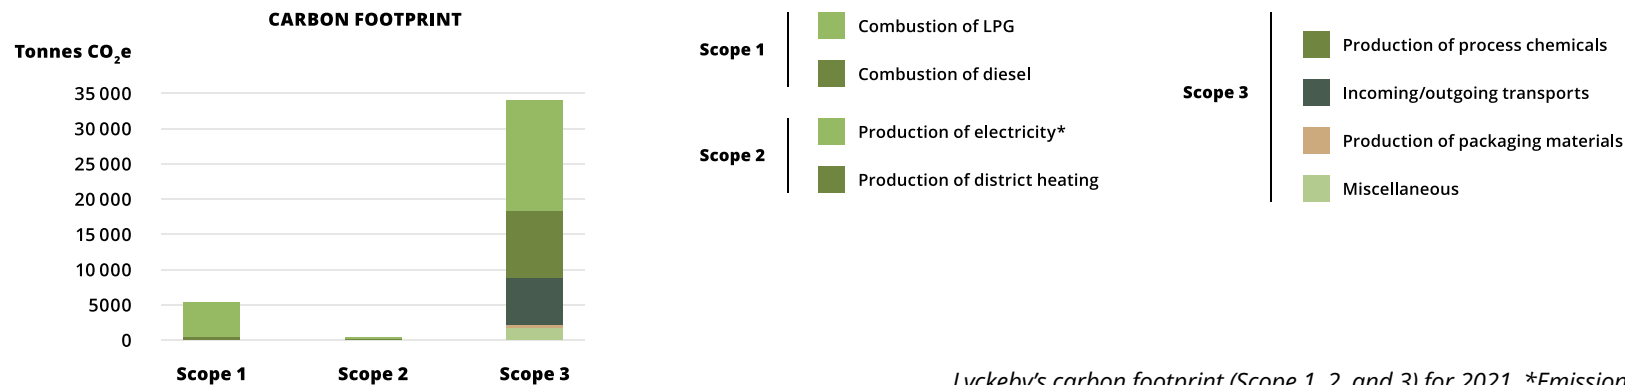 CARBON FOOTPRINT
Tonnes CO₂e
35 000
30 000
25 000
20 000
15 000
10 000
5000
0
Scope 1
Scope 2
Scope 3
Scope 1
Combustion of LPG
Combustion of diesel
Scope 2
Production of electricity*
Production of district heating
Scope 3
Production of process chemicals
Incoming/outgoing transports
Production of packaging materials
Miscellaneous
Lyckeby’s carbon footprint (Scope 1, 2, and 3) for 2021. *Emission